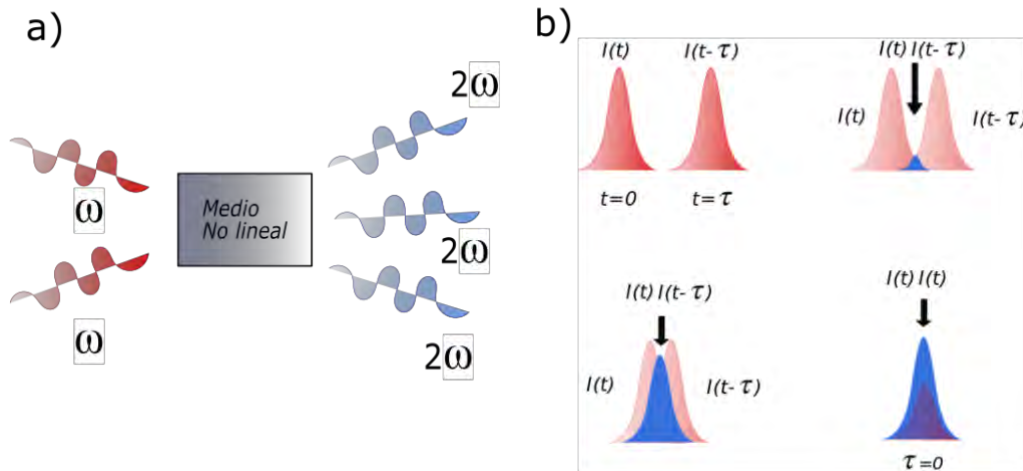 a)
ω
ω
Medio
No lineal
2ω
2ω
2ω
b)
I(t)
I(t- τ)
t=0
t= τ
I(t) I(t- τ)
I(t)
I(t- τ)
I(t) I(t- τ)
I(t)
I(t- τ)
I(t) I(t)
τ =0